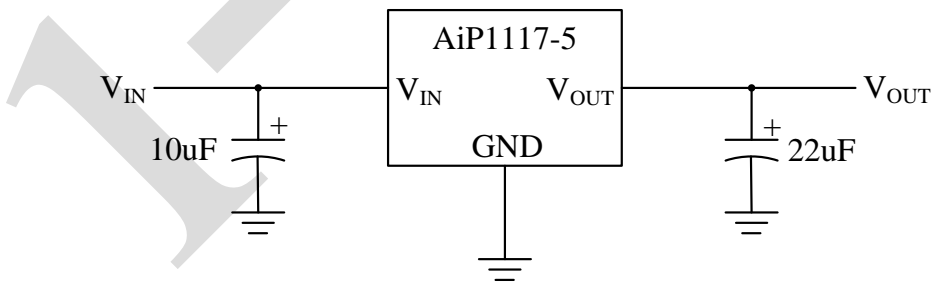 AiP1117-5
VIN
VIN
VOUT
VOUT
+
10uF
GND
+
22uF